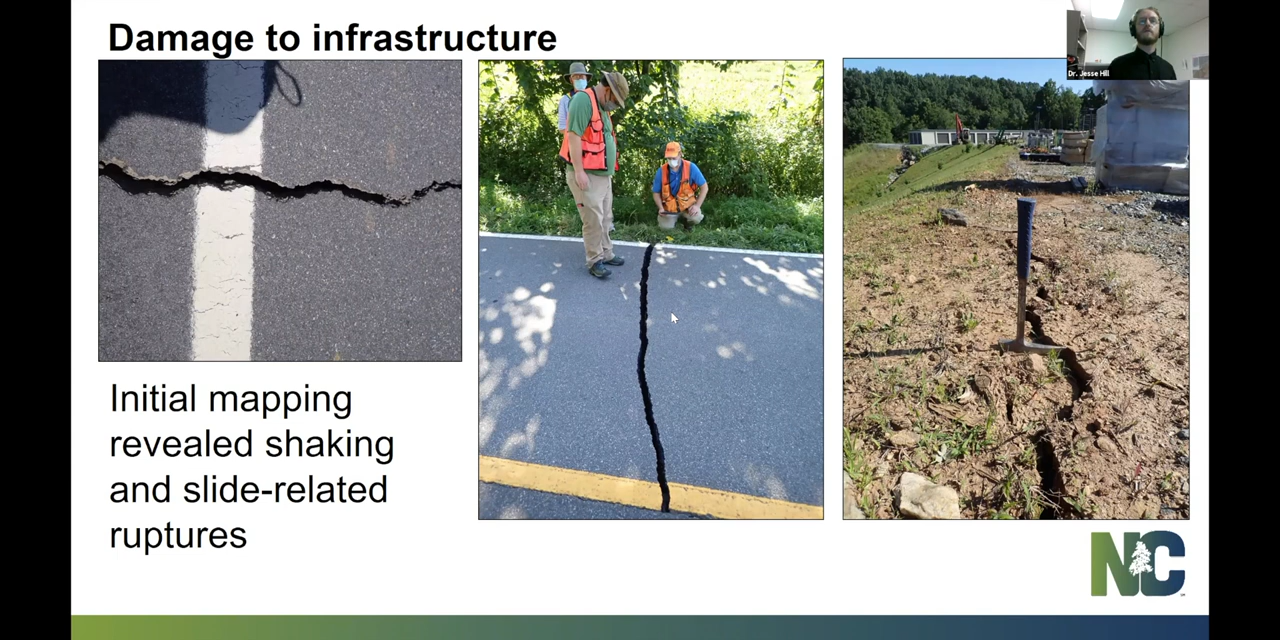 Damage to infrastructure
Dr. Jesse Hill
Initial mapping
revealed shaking
and slide-related
ruptures
NC